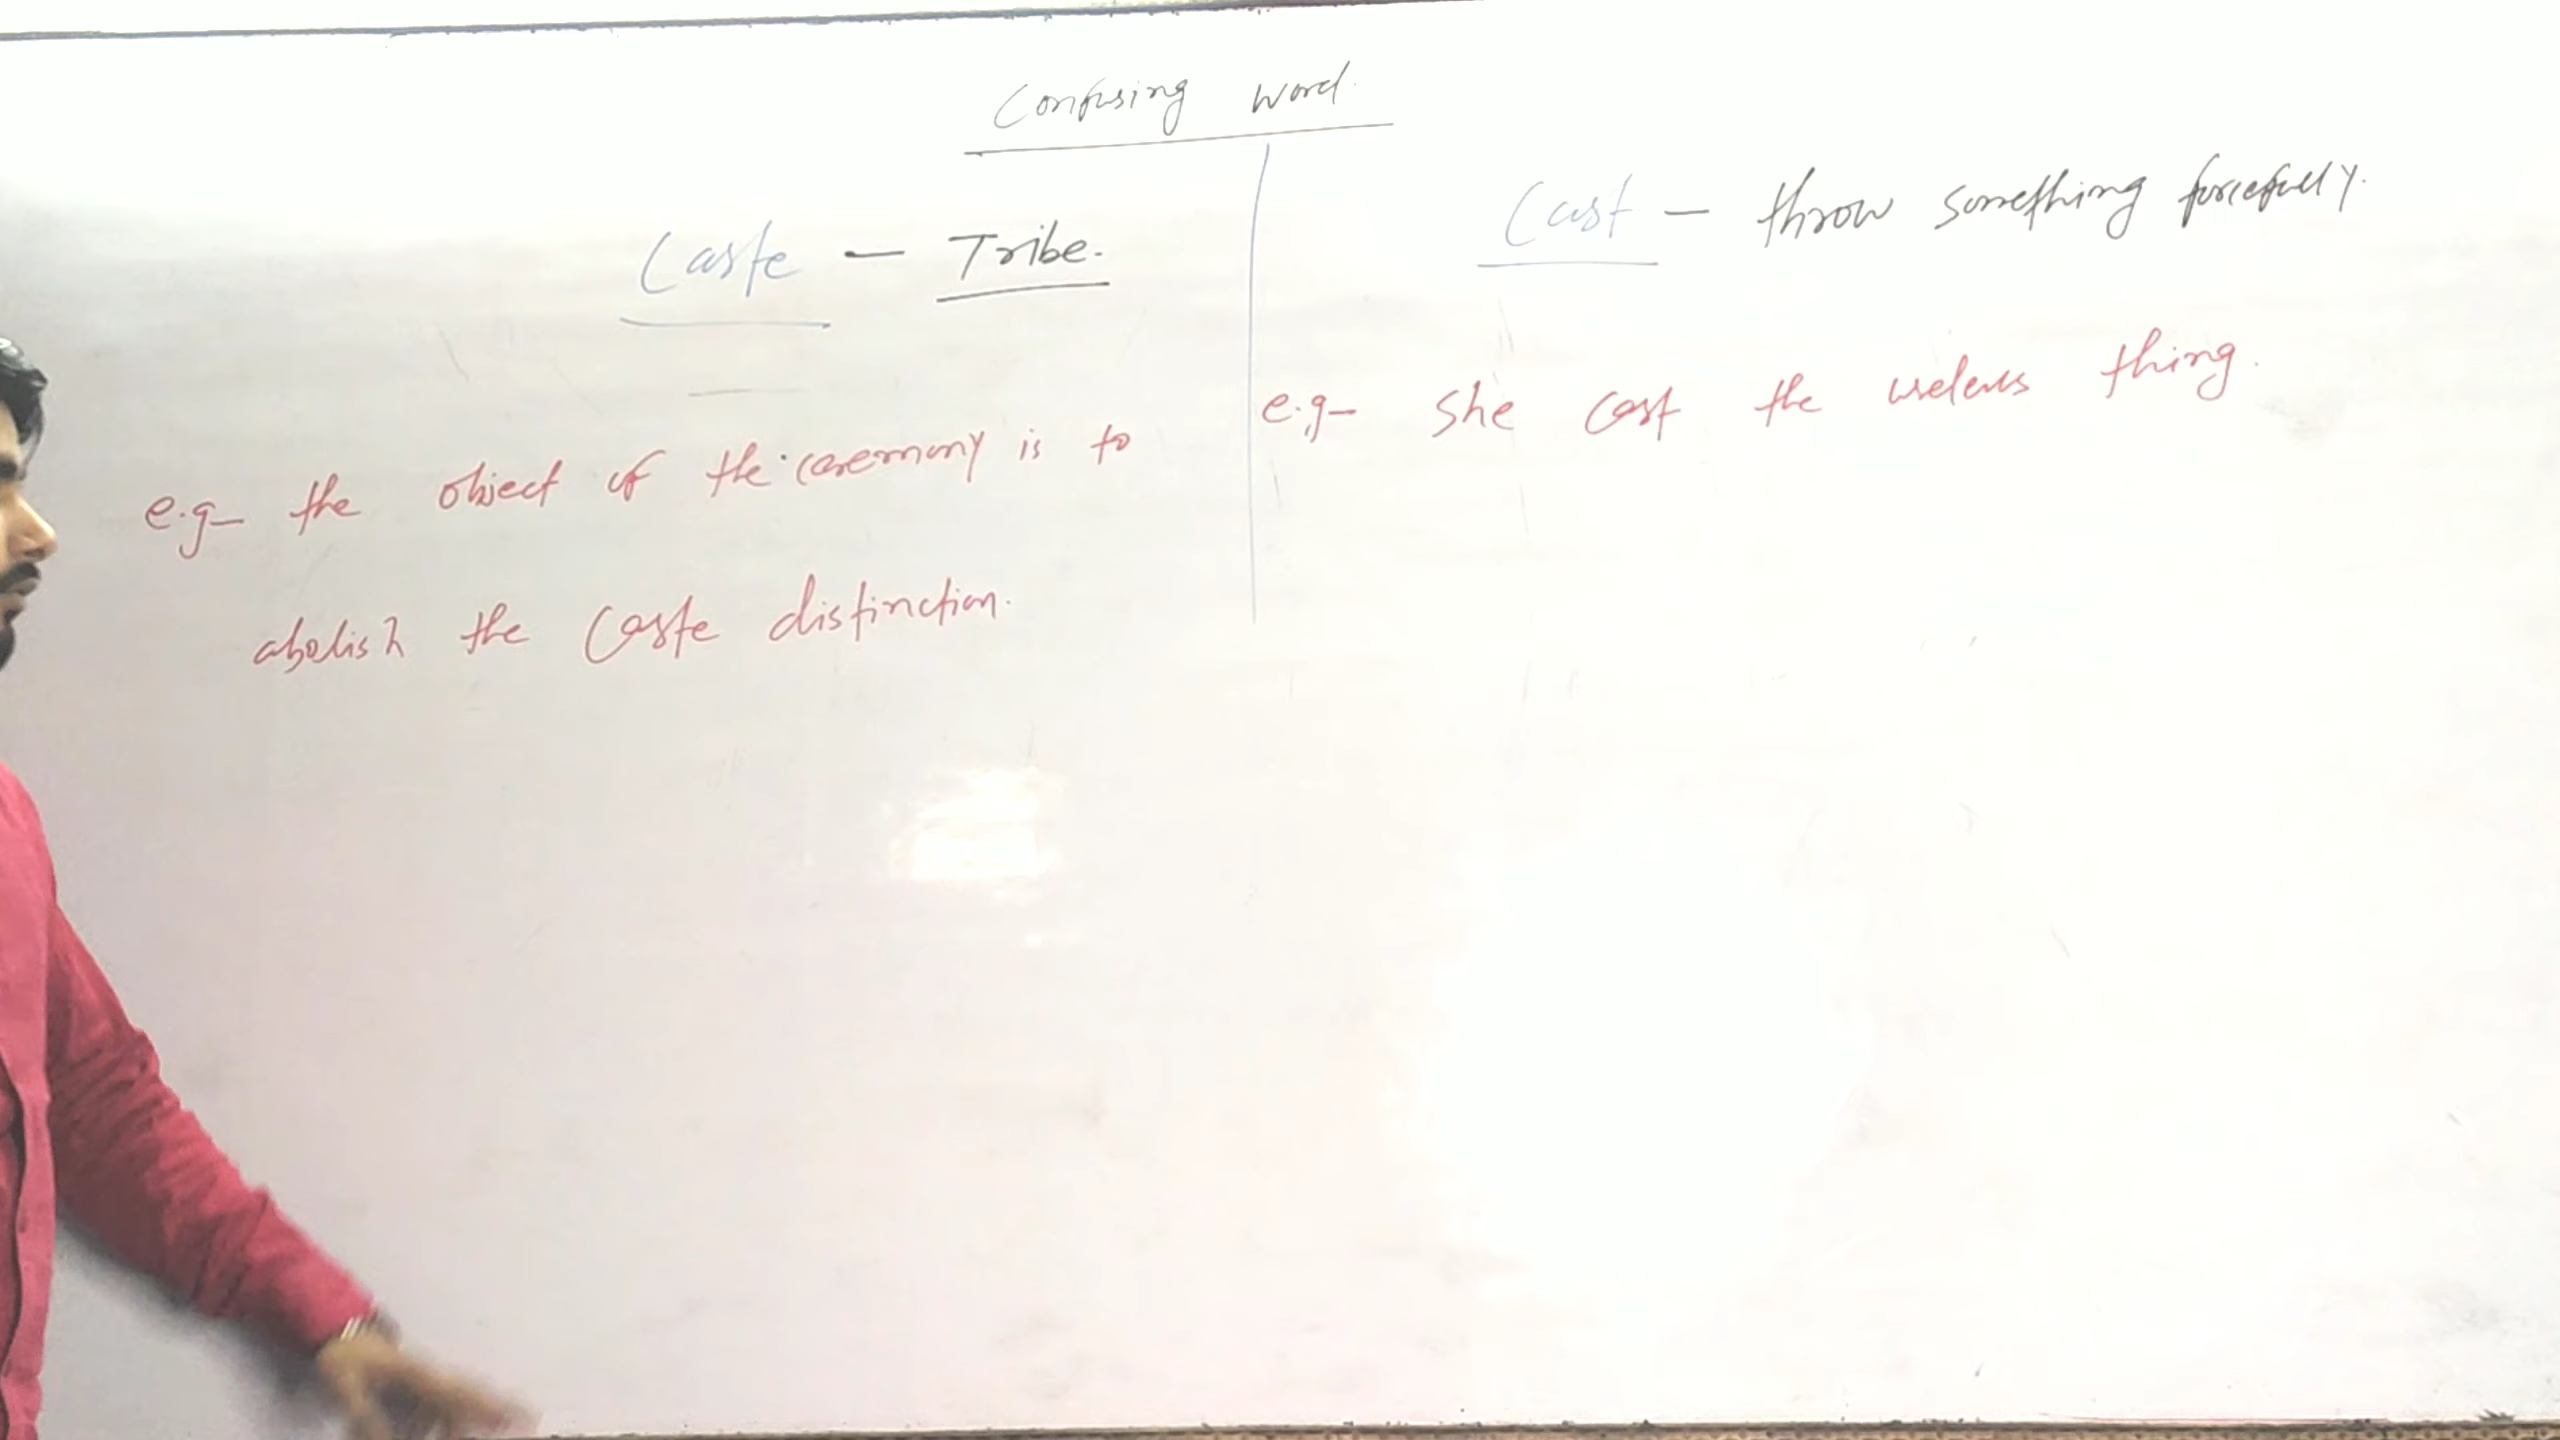 Confusing word.
Caste - Tribe.
e.g- the object of the ceremony is to
abolish the Caste distinction.
Cast - throw something forcefully.
e.g- She cast the useless thing.